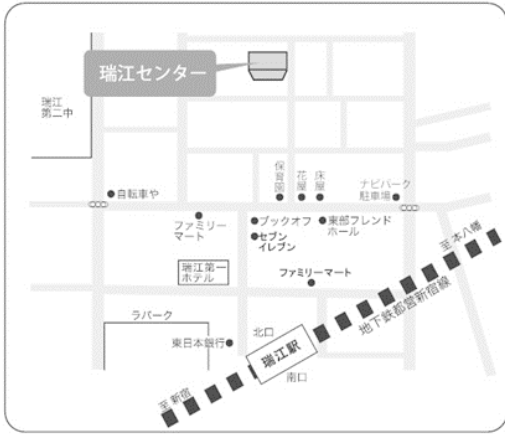 瑞江センター
瑞江
第二中
自転車や
保育園
花屋
床屋
ナビパーク
駐車場
ファミリー
マート
ブックオフ
セブン
イレブン
東部フレンド
ホール
瑞江第一
ホテル
ファミリーマート
至本八幡
地下鉄都営新宿線
ラパーク
東日本銀行
北口
瑞江駅
南口
至新宿